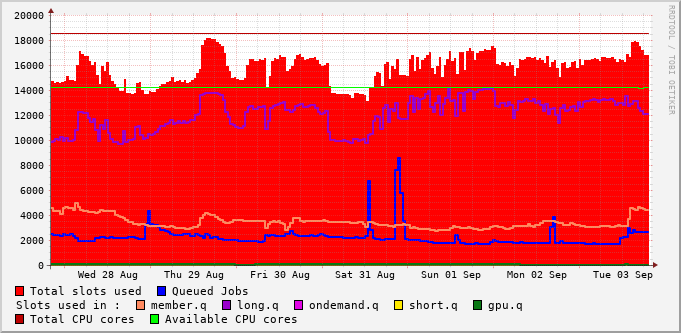 20000
18000
16000
14000
12000
10000
8000
6000
4000
2000
0
Wed 28 Aug Thu 29 Aug Fri 30 Aug Sat 31 Aug Sun 01 Sep Mon 02 Sep Tue 03 Sep
RRDTOOL / TOBI OETIKER
Total slots used Queued Jobs
Slots used in : member.q long.q ondemand.q short.q gpu.q
Total CPU cores Available CPU cores